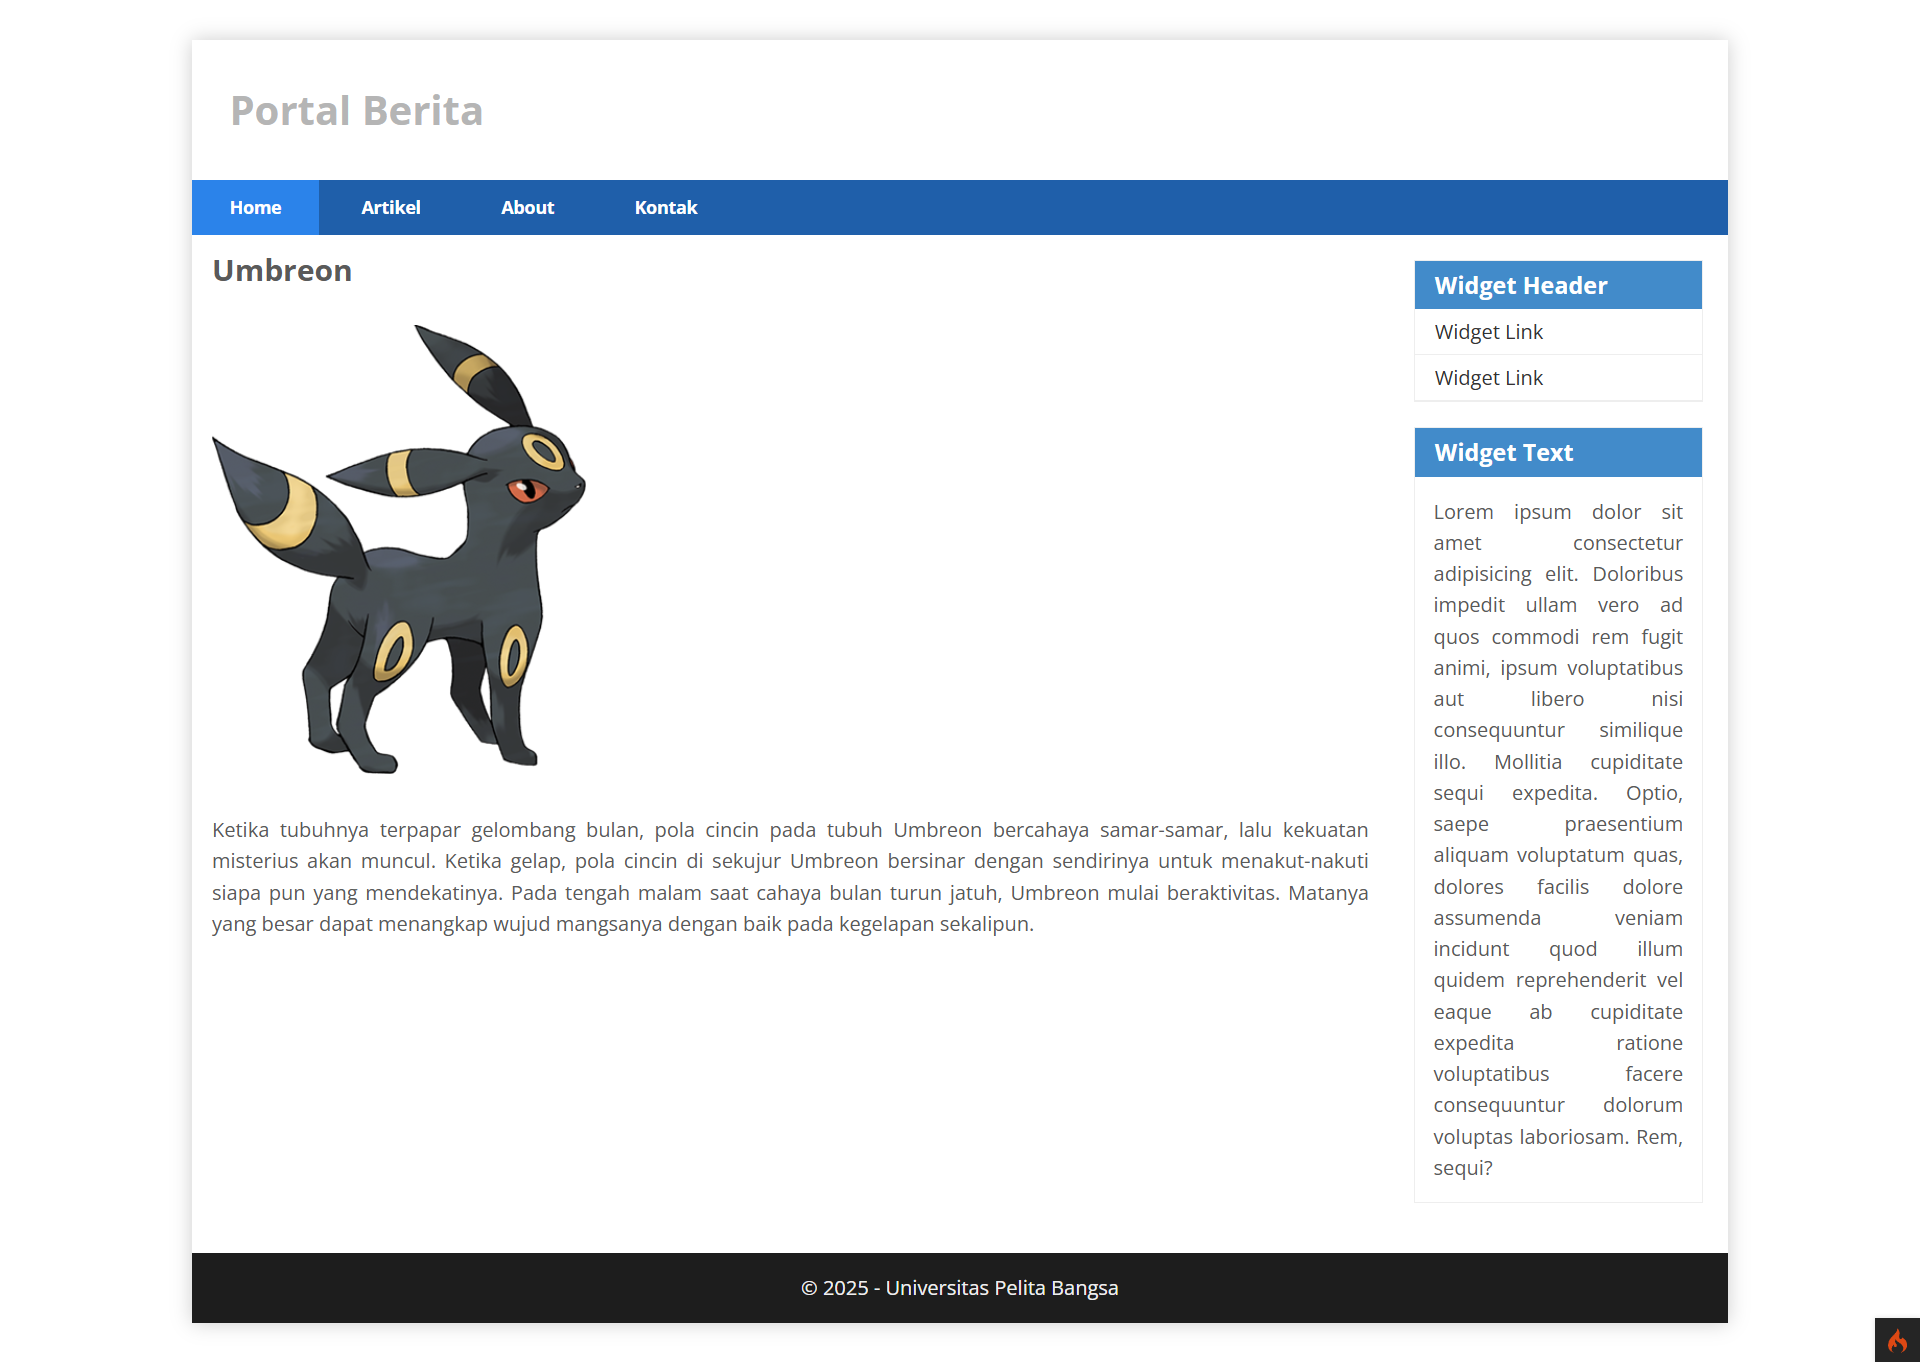 Portal Berita
Home Artikel About Kontak
Umbreon
Ketika tubuhnya terpapar gelombang bulan, pola cincin pada tubuh Umbreon bercahaya samar-samar, lalu kekuatan
misterius akan muncul. Ketika gelap, pola cincin di sekujur Umbreon bersinar dengan sendirinya untuk menakut-nakuti
siapa pun yang mendekatinya. Pada tengah malam saat cahaya bulan turun jatuh, Umbreon mulai beraktivitas. Matanya
yang besar dapat menangkap wujud mangsanya dengan baik pada kegelapan sekalipun.
Widget Header
Widget Link
Widget Link
Widget Text
Lorem ipsum dolor sit
amet consectetur
adipisicing elit. Doloribus
impedit ullam vero ad
quos commodi rem fugit
animi, ipsum voluptatibus
aut libero nisi
consequuntur similique
illo. Mollitia cupiditate
sequi expedita. Optio,
saepe praesentium
aliquam voluptatum quas,
dolores facilis dolore
assumenda veniam
incidunt quod illum
quidem reprehenderit vel
eaque ab cupiditate
expedita ratione
voluptatibus facere
consequuntur dolorum
voluptas laboriosam. Rem,
sequi?
© 2025 - Universitas Pelita Bangsa